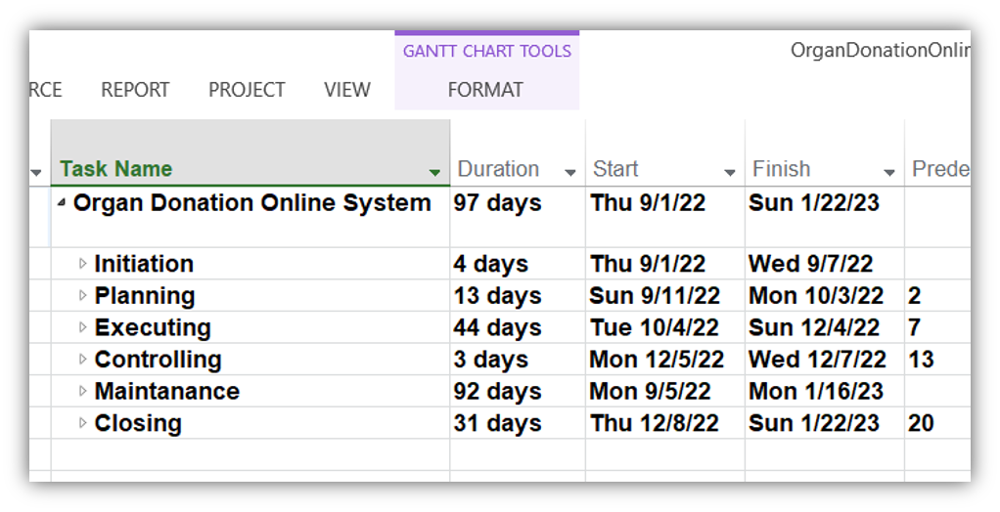 GANTT CHART TOOLS OrganDonationOnlin
RCE REPORT PROJECT VIEW FORMAT
Task Name Duration Start Finish Prede
Organ Donation Online System 97 days Thu 9/1/22 Sun 1/22/23
Initiation 4 days Thu 9/1/22 Wed 9/7/22
Planning 13 days Sun 9/11/22 Mon 10/3/22 2
Executing 44 days Tue 10/4/22 Sun 12/4/22 7
Controlling 3 days Mon 12/5/22 Wed 12/7/22 13
Maintanance 92 days Mon 9/5/22 Mon 1/16/23
Closing 31 days Thu 12/8/22 Sun 1/22/23 20